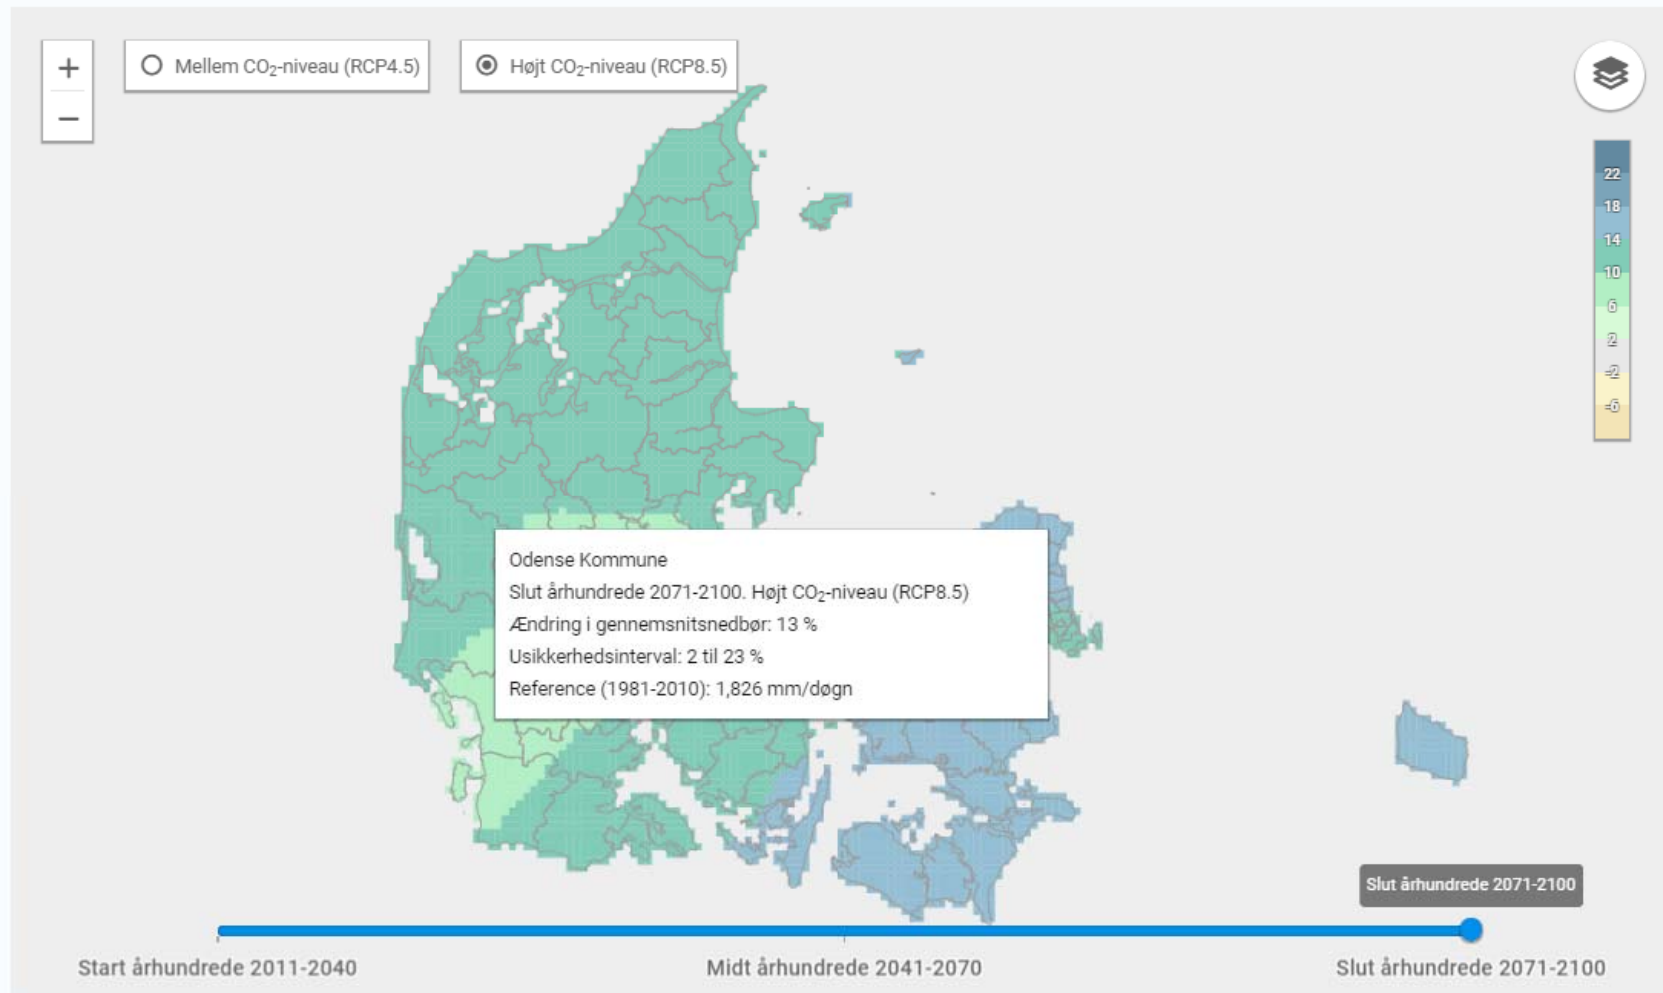 +
−
Mellem CO₂-niveau (RCP4.5)
Højt CO₂-niveau (RCP8.5)
22
18
14
10
6
2
-2
-6
Odense Kommune
Slut århundrede 2071-2100. Højt CO₂-niveau (RCP8.5)
Ændring i gennemsnitsnedbør: 13 %
Usikkerhedsinterval: 2 til 23 %
Reference (1981-2010): 1,826 mm/døgn
Slut århundrede 2071-2100
Start århundrede 2011-2040
Midt århundrede 2041-2070
Slut århundrede 2071-2100